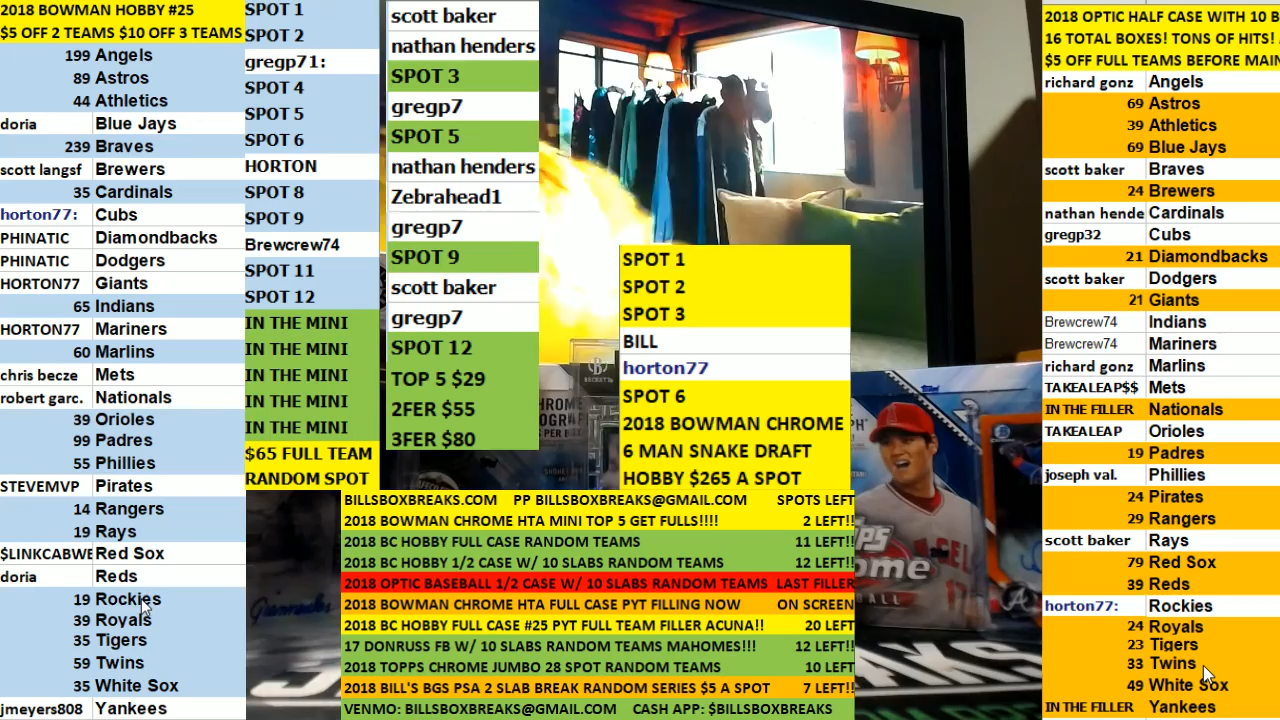 2018 BOWMAN HOBBY #25
$5 OFF 2 TEAMS $10 OFF 3 TEAMS
199 Angels
89 Astros
44 Athletics
doria Blue Jays
239 Braves
scott langsf Brewers
35 Cardinals
horton77: Cubs
PHINATIC Diamondbacks
PHINATIC Dodgers
HORTON77 Giants
65 Indians
HORTON77 Mariners
60 Marlins
chris becze Mets
robert garc. Nationals
39 Orioles
99 Padres
55 Phillies
STEVEMVP Pirates
14 Rangers
19 Rays
$LINKCABWE Red Sox
doria Reds
19 Rockies
39 Royals
35 Tigers
59 Twins
35 White Sox
jmeyers808 Yankees
SPOT 1
SPOT 2
gregp71:
SPOT 4
SPOT 5
SPOT 6
HORTON
SPOT 8
SPOT 9
Brewcrew74
SPOT 11
SPOT 12
IN THE MINI
IN THE MINI
IN THE MINI
IN THE MINI
IN THE MINI
$65 FULL TEAM
RANDOM SPOT
scott baker
nathan henders
SPOT 3
gregp7
SPOT 5
nathan henders
Zebrahead1
gregp7
SPOT 9
scott baker
gregp7
SPOT 12
TOP 5 $29
2FER $55
3FER $80
SPOT 1
SPOT 2
SPOT 3
BILL
horton77
SPOT 6
2018 BOWMAN CHROME
6 MAN SNAKE DRAFT
HOBBY $265 A SPOT
BILLSBOXBREAKS.COM PP BILLSBOXBREAKS@GMAIL.COM SPOTS LEFT
2018 BOWMAN CHROME HTA MINI TOP 5 GET FULLS!!!! 2 LEFT!!
2018 BC HOBBY FULL CASE RANDOM TEAMS 11 LEFT!!
2018 BC HOBBY 1/2 CASE W/ 10 SLABS RANDOM TEAMS 12 LEFT!!
2018 OPTIC BASEBALL 1/2 CASE W/ 10 SLABS RANDOM TEAMS LAST FILLER
2018 BOWMAN CHROME HTA FULL CASE PYT FILLING NOW ON SCREEN
2018 BC HOBBY FULL CASE #25 PYT FULL TEAM FILLER ACUNA!! 20 LEFT
17 DONRUSS FB W/ 10 SLABS RANDOM TEAMS MAHOMES!!! 12 LEFT!!
2018 TOPPS CHROME JUMBO 28 SPOT RANDOM TEAMS 10 LEFT
2018 BILL'S BGS PSA 2 SLAB BREAK RANDOM SERIES $5 A SPOT 7 LEFT!!
VENMO: BILLSBOXBREAKS@GMAIL.COM CASH APP: $BILLSBOXBREAKS
2018 OPTIC HALF CASE WITH 10 B
16 TOTAL BOXES! TONS OF HITS!
$5 OFF FULL TEAMS BEFORE MAIN
richard gonz Angels
69 Astros
39 Athletics
69 Blue Jays
scott baker Braves
24 Brewers
nathan hende Cardinals
gregp32 Cubs
21 Diamondbacks
scott baker Dodgers
21 Giants
Brewcrew74 Indians
Brewcrew74 Mariners
richard gonz Marlins
TAKEALEAP$$ Mets
IN THE FILLER Nationals
TAKEALEAP Orioles
19 Padres
joseph val. Phillies
24 Pirates
29 Rangers
scott baker Rays
79 Red Sox
39 Reds
horton77: Rockies
24 Royals
23 Tigers
33 Twins
49 White Sox
IN THE FILLER Yankees